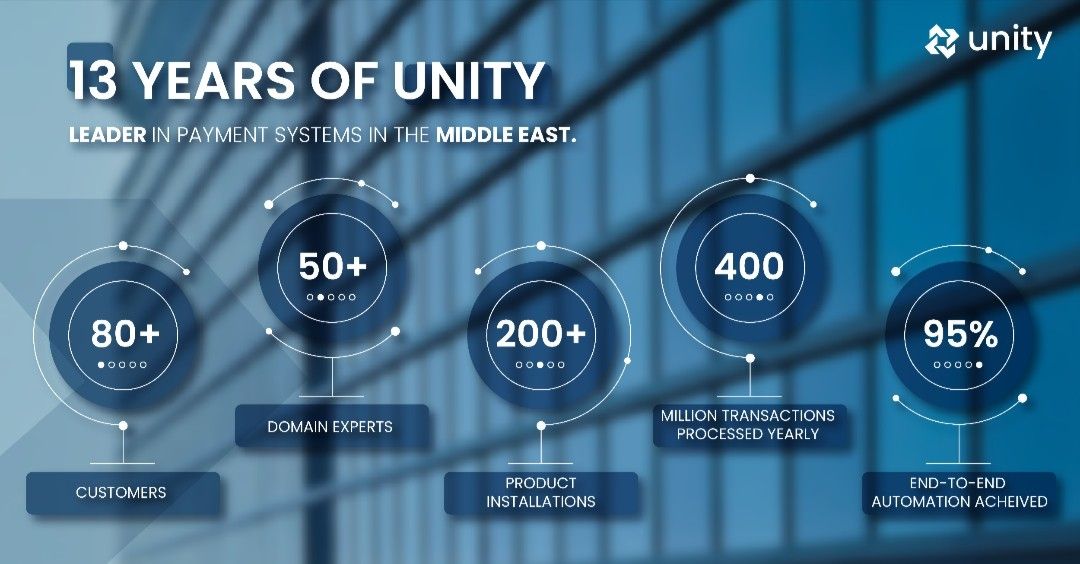 unity
13 YEARS OF UNITY
LEADER IN PAYMENT SYSTEMS IN THE MIDDLE EAST.
80+
CUSTOMERS
50+
DOMAIN EXPERTS
200+
PRODUCT
INSTALLATIONS
400
MILLION TRANSACTIONS
PROCESSED YEARLY
95%
END-TO-END
AUTOMATION ACHEIVED